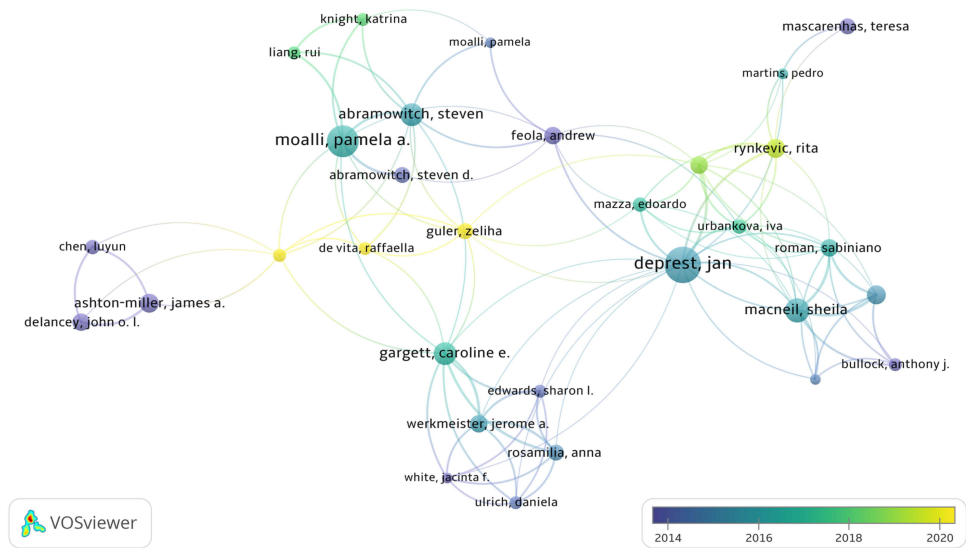 knight, katrina
mascarenhas, teresa
liang, rui
moalli, pamela
martins, pedro
abramowitch, steven
moalli, pamela a.
feola, andrew
rynkevic, rita
abramowitch, steven d.
mazza, edoardo
urbankova, iva
guler, zeliha
chen, luyun
de vita, raffaella
roman, sabiniano
deprest, jan
ashton-miller, james a.
macneil, sheila
delancey, john o. l.
gargett, caroline e.
bullock, anthony j.
edwards, sharon l.
werkmeister, jerome a.
rosamilia, anna
white, jacinta f.
ulrich, daniela
VOSviewer
2014 2016 2018 2020